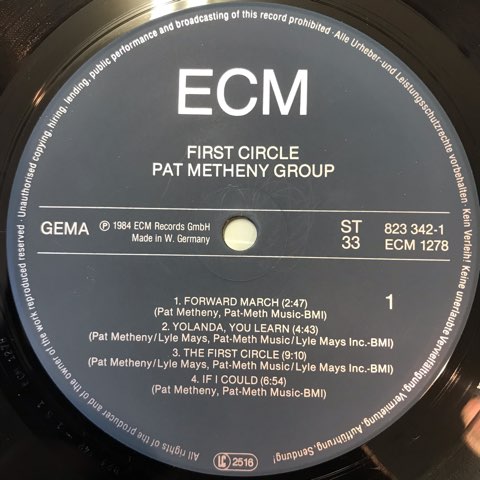 Unauthorised copying, hiring, lending, public performance and broadcasting of this record prohibited · Alle Urheber- und Leistungsschutzrechte vorbehalten · Kein Verleih! Keine unerlaubte Vervielfältigung, Vermietung, Aufführung, Sendung!
ECM
FIRST CIRCLE
PAT METHENY GROUP
GEMA
℗ 1984 ECM Records GmbH
Made in W. Germany
ST
33
823 342-1
ECM 1278
1
1. FORWARD MARCH (2:47)
(Pat Metheny, Pat-Meth Music-BMI)
2. YOLANDA, YOU LEARN (4:43)
(Pat Metheny/Lyle Mays, Pat-Meth Music/Lyle Mays Inc.-BMI)
3. THE FIRST CIRCLE (9:10)
(Pat Metheny/Lyle Mays, Pat-Meth Music/Lyle Mays Inc.-BMI)
4. IF I COULD (6:54)
(Pat Metheny, Pat-Meth Music-BMI)
All rights of the producer and of the owner of the work reproduced reserved ·
LC 2516